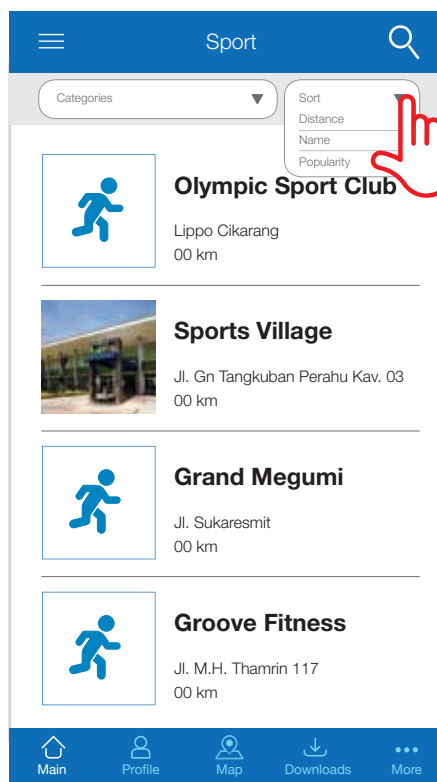 Sport
Categories
Sort
Distance
Name
Popularity
Olympic Sport Club
Lippo Cikarang
00 km
Sports Village
Jl. Gn Tangkuban Perahu Kav. 03
00 km
Grand Megumi
Jl. Sukaresmit
00 km
Groove Fitness
Jl. M.H. Thamrin 117
00 km
Main Profile Map Downloads More